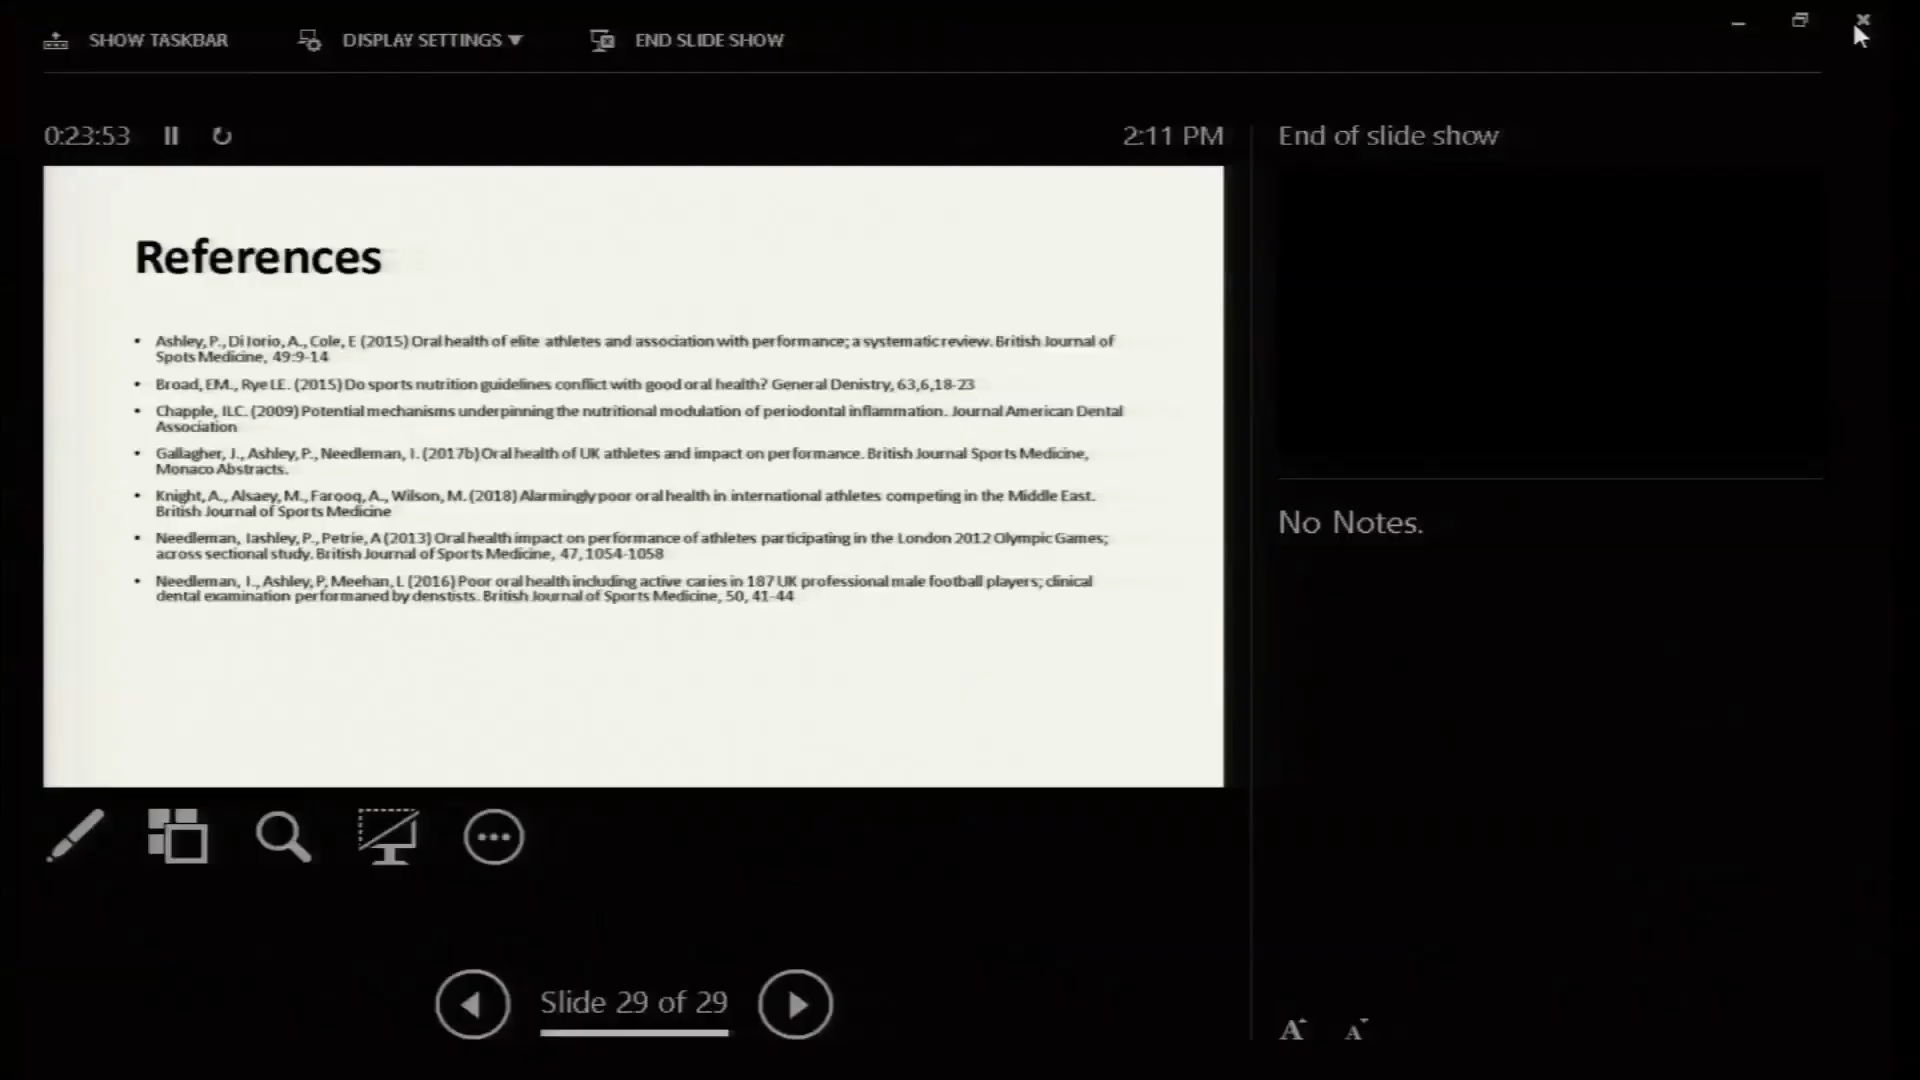 SHOW TASKBAR
DISPLAY SETTINGS
END SLIDE SHOW
0:23:53
2:11 PM
End of slide show
References
• Ashley, P., Di Iorio, A., Cole, E (2015) Oral health of elite athletes and association with performance; a systematic review. British Journal of
Spots Medicine, 49:9-14
• Broad, EM., Rye LE. (2015) Do sports nutrition guidelines conflict with good oral health? General Denistry, 63,6,18-23
• Chapple, ILC. (2009) Potential mechanisms underpinning the nutritional modulation of periodontal inflammation. Journal American Dental
Association
• Gallagher, J., Ashley, P., Needleman, I. (2017b) Oral health of UK athletes and impact on performance. British Journal Sports Medicine,
Monaco Abstracts.
• Knight, A., Alsaey, M., Farooq, A., Wilson, M. (2018) Alarmingly poor oral health in international athletes competing in the Middle East.
British Journal of Sports Medicine
• Needleman, Iashley, P., Petrie, A (2013) Oral health impact on performance of athletes participating in the London 2012 Olympic Games;
across sectional study. British Journal of Sports Medicine, 47, 1054-1058
• Needleman, I., Ashley, P, Meehan, L (2016) Poor oral health including active caries in 187 UK professional male football players; clinical
dental examination performaned by denstists. British Journal of Sports Medicine, 50, 41-44
No Notes.
Slide 29 of 29
A A